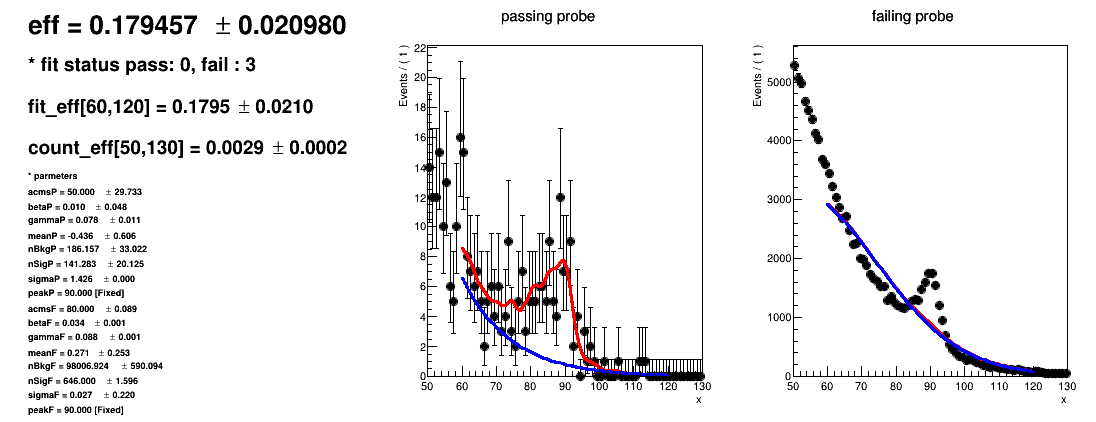 eff = 0.179457 ± 0.020980
* fit status pass: 0, fail : 3
fit_eff[60,120] = 0.1795 ± 0.0210
count_eff[50,130] = 0.0029 ± 0.0002
* parmeters
acmsP = 50.000 ± 29.733
betaP = 0.010 ± 0.048
gammaP = 0.078 ± 0.011
meanP = -0.436 ± 0.606
nBkgP = 186.157 ± 33.022
nSigP = 141.283 ± 20.125
sigmaP = 1.426 ± 0.000
peakP = 90.000 [Fixed]
acmsF = 80.000 ± 0.089
betaF = 0.034 ± 0.001
gammaF = 0.088 ± 0.001
meanF = 0.271 ± 0.253
nBkgF = 98006.924 ± 590.094
nSigF = 646.000 ± 1.596
sigmaF = 0.027 ± 0.220
peakF = 90.000 [Fixed]
passing probe
Events / ( 1 )
22
20
18
16
14
12
10
8
6
4
2
0
50 60 70 80 90 100 110 120 130
x
failing probe
Events / ( 1 )
5000
4000
3000
2000
1000
0
50 60 70 80 90 100 110 120 130
x